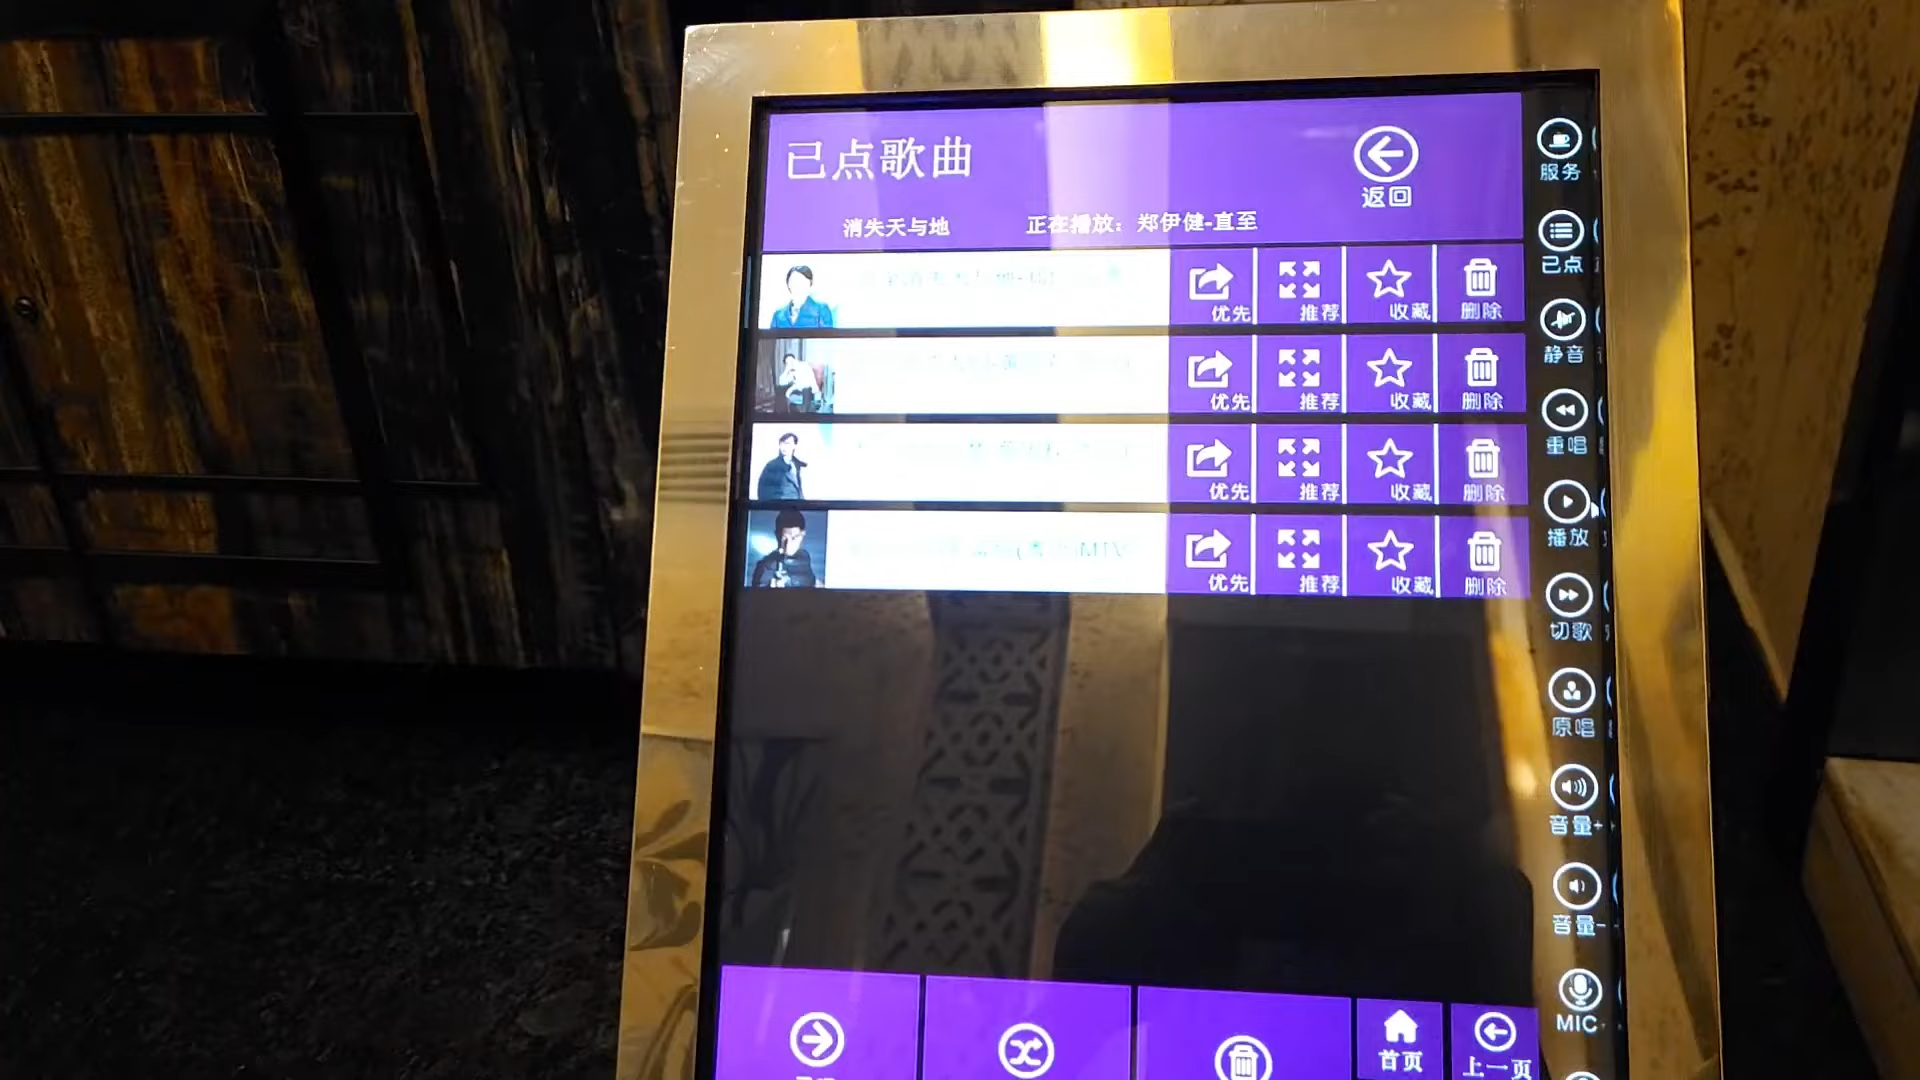 已点歌曲
返回
消失天与地 正在播放：郑伊健-直至
优先 推荐 收藏 删除
优先 推荐 收藏 删除
优先 推荐 收藏 删除
优先 推荐 收藏 删除
服务
已点
静音
重唱
播放
切歌
原唱
音量+
音量-
MIC
首页
上一页